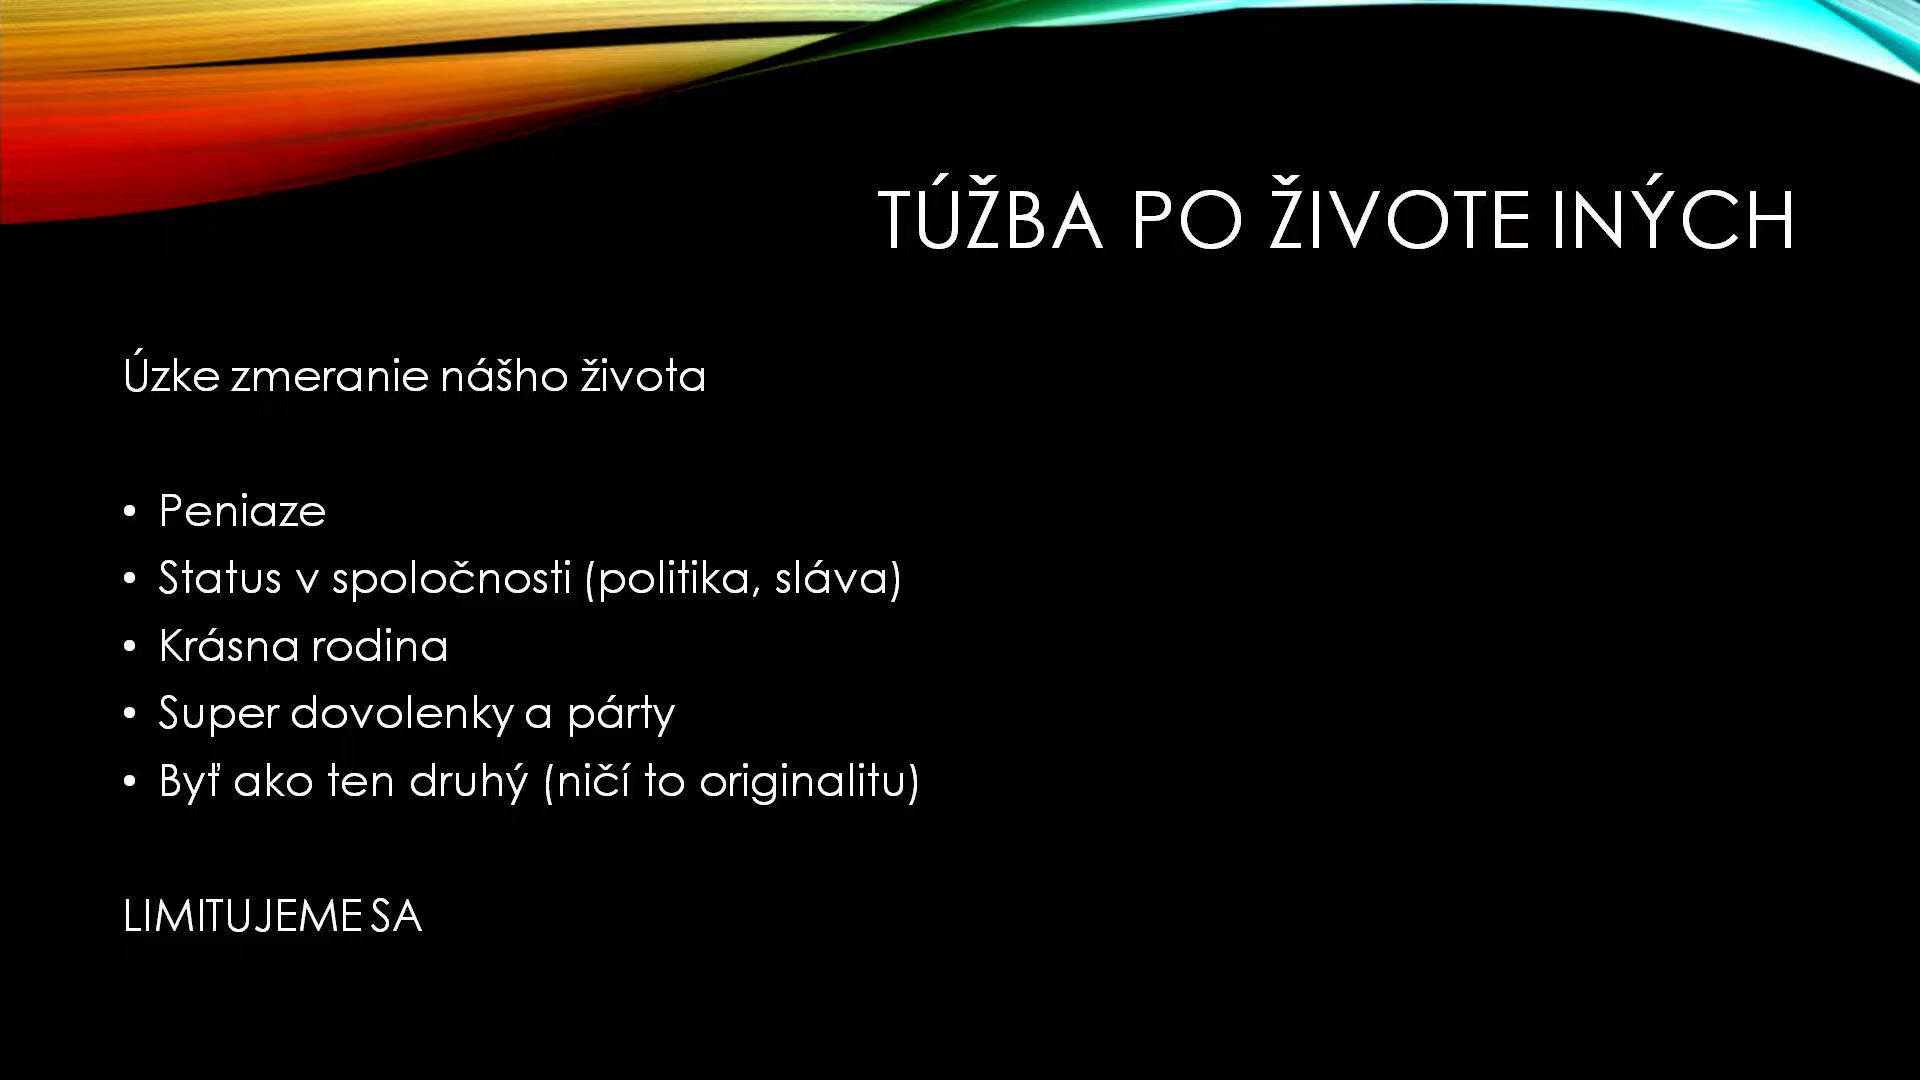 TÚŽBA PO ŽIVOTE INÝCH
Úzke zmeranie nášho života
• Peniaze
• Status v spoločnosti (politika, sláva)
• Krásna rodina
• Super dovolenky a párty
• Byť ako ten druhý (ničí to originalitu)
LIMITUJEME SA